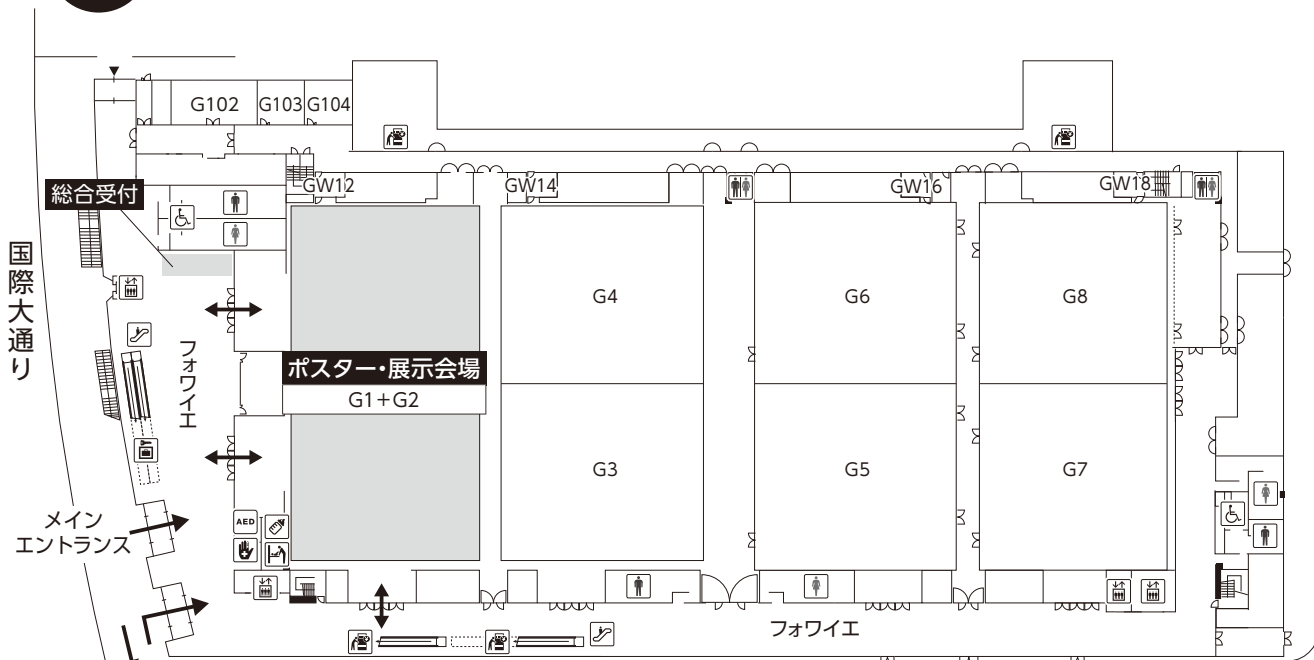 G102
G103
G104
GW12
GW14
GW16
GW18
総合受付
国際大通り
フォワイエ
ポスター・展示会場
G1+G2
G4
G6
G8
G3
G5
G7
メイン
エントランス
AED
フォワイエ